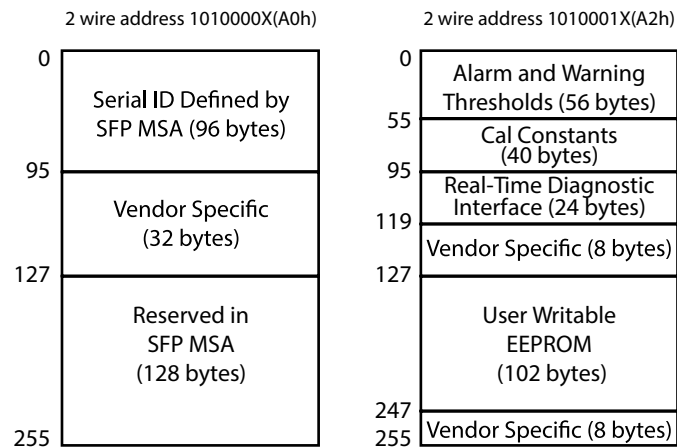 2 wire address 1010000X(A0h)
0
Serial ID Defined by
SFP MSA (96 bytes)
95
Vendor Specific
(32 bytes)
127
Reserved in
SFP MSA
(128 bytes)
255
2 wire address 1010001X(A2h)
0
Alarm and Warning
Thresholds (56 bytes)
55
Cal Constants
(40 bytes)
95
Real-Time Diagnostic
Interface (24 bytes)
119
Vendor Specific (8 bytes)
127
User Writable
EEPROM
(102 bytes)
247
Vendor Specific (8 bytes)
255